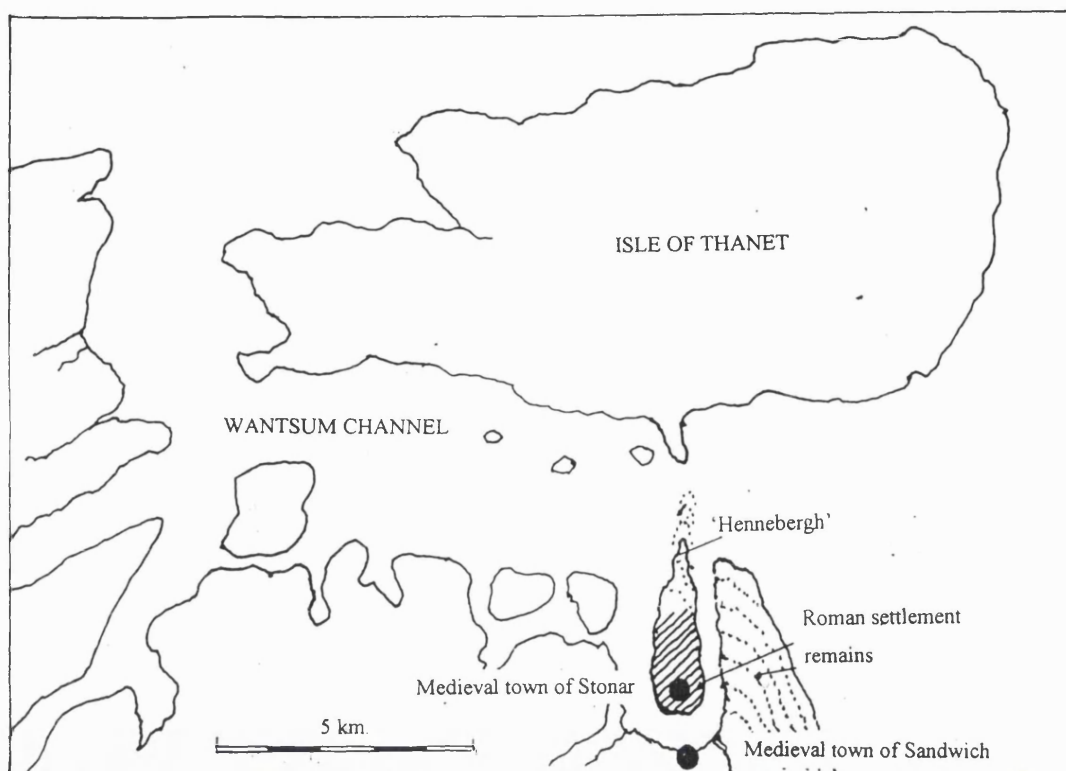 ISLE OF THANET
WANTSUM CHANNEL
'Hennebergh'
Roman settlement
remains
Medieval town of Stonar
5 km.
Medieval town of Sandwich